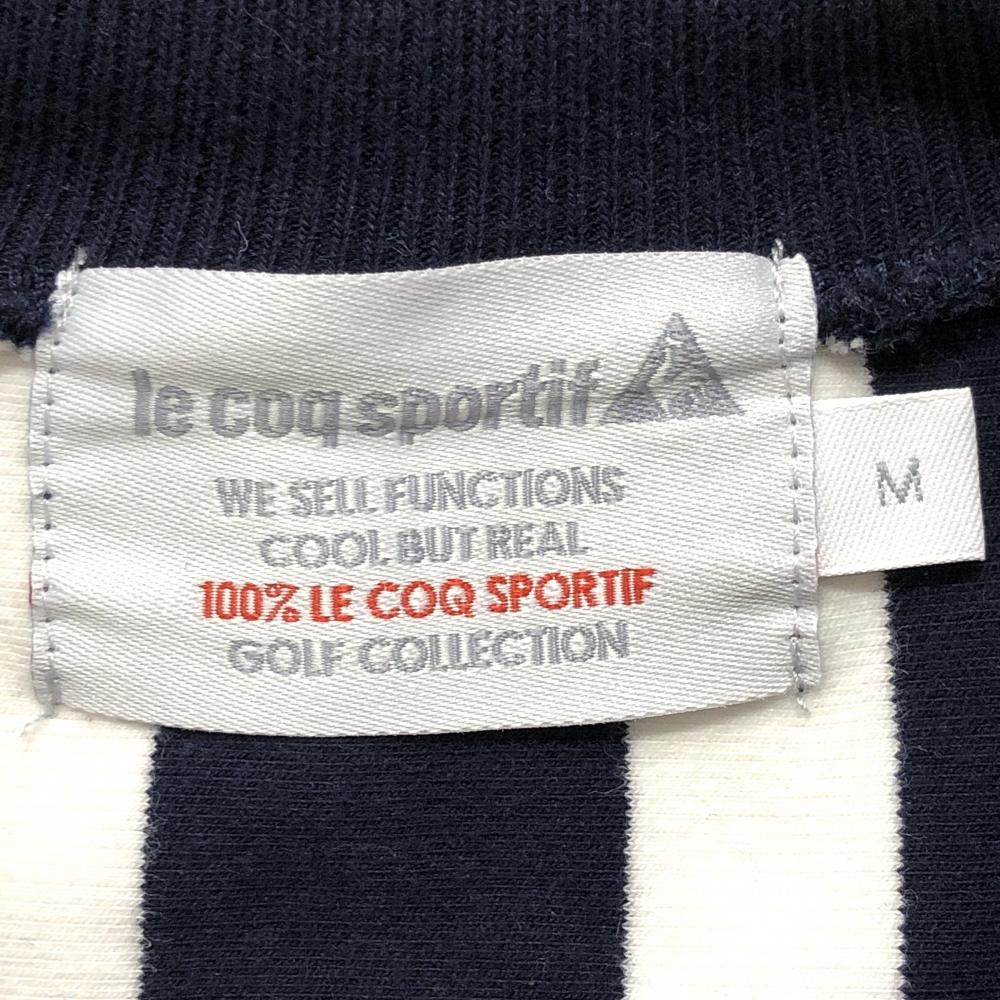 le coq sportif
WE SELL FUNCTIONS
COOL BUT REAL
100% LE COQ SPORTIF
GOLF COLLECTION
M